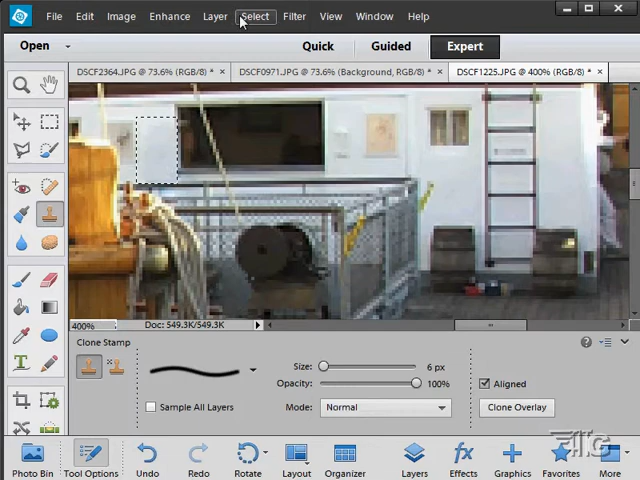 File Edit Image Enhance Layer Select Filter View Window Help
Open Quick Guided Expert
DSCF2364.JPG @ 73.6% (RGB/8) * × DSCF0971.JPG @ 73.6% (Background, RGB/8) * × DSCF1225.JPG @ 400% (RGB/8) * ×
400% Doc: 549.3K/549.3K
Clone Stamp
Size: 6 px
Opacity: 100%
Aligned
Sample All Layers Mode: Normal Clone Overlay
Photo Bin Tool Options Undo Redo Rotate Layout Organizer Layers Effects Graphics Favorites More